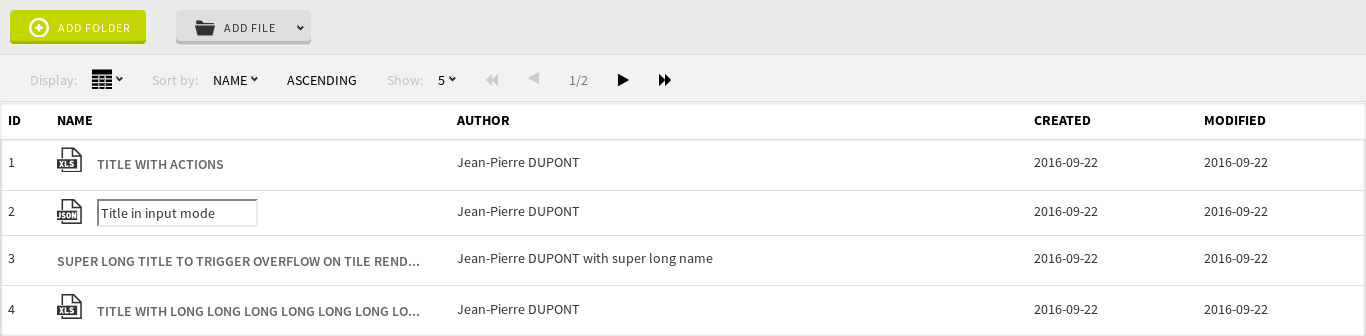 ADD FOLDER ADD FILE
Display: Sort by: NAME ASCENDING Show: 5 1/2
ID NAME AUTHOR CREATED MODIFIED
1 XLS TITLE WITH ACTIONS Jean-Pierre DUPONT 2016-09-22 2016-09-22
2 JSON Title in input mode Jean-Pierre DUPONT 2016-09-22 2016-09-22
3 SUPER LONG TITLE TO TRIGGER OVERFLOW ON TILE REND... Jean-Pierre DUPONT with super long name 2016-09-22 2016-09-22
4 XLS TITLE WITH LONG LONG LONG LONG LONG LONG LO... Jean-Pierre DUPONT 2016-09-22 2016-09-22